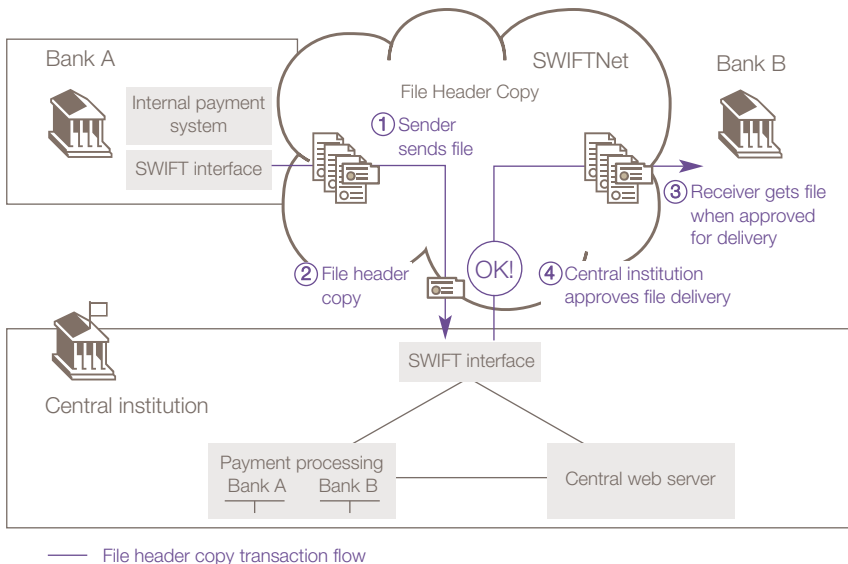 Bank A
Internal payment
system
SWIFT interface
SWIFTNet
File Header Copy
1 Sender
sends file
Bank B
3 Receiver gets file
when approved
for delivery
2 File header
copy
OK!
4 Central institution
approves file delivery
SWIFT interface
Central institution
Payment processing
Bank A Bank B
Central web server
File header copy transaction flow